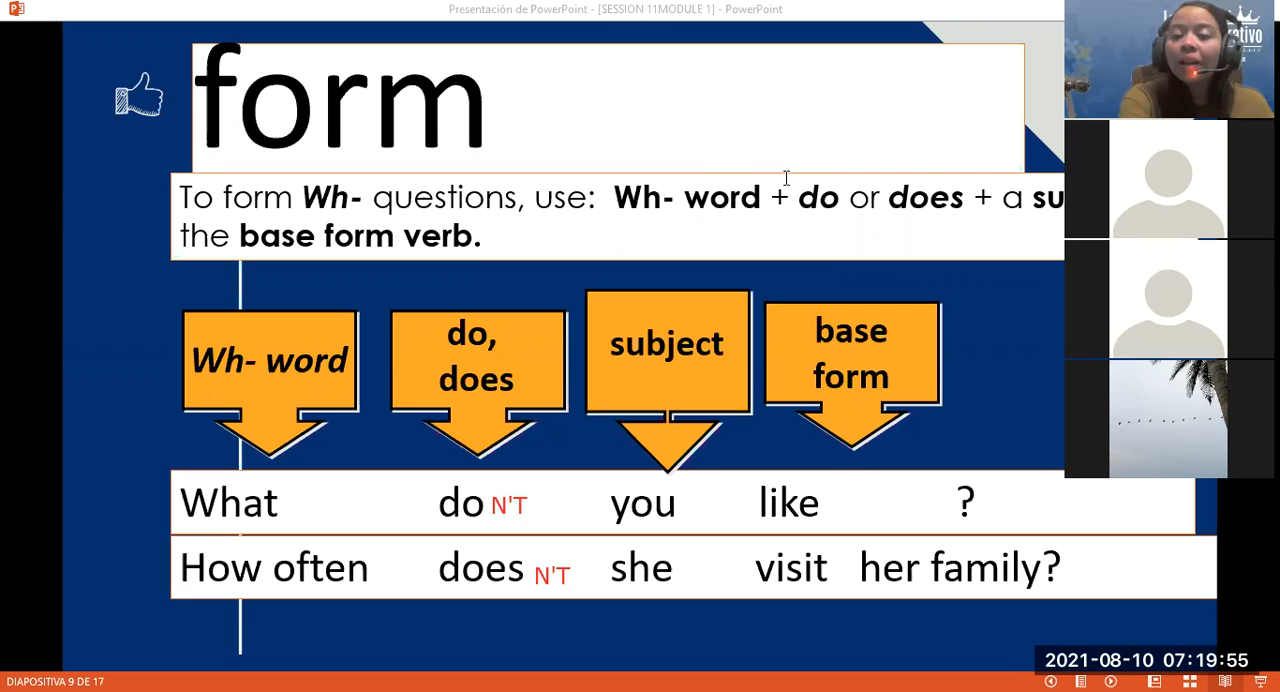 Presentación de PowerPoint - [SESSION 11MODULE 1] - PowerPoint
form
To form Wh- questions, use: Wh- word + do or does + a su
the base form verb.
Wh- word
do,
does
subject
base
form
What do N'T you like ?
How often does N'T she visit her family?
2021-08-10 07:19:55
DIAPOSITIVA 9 DE 17